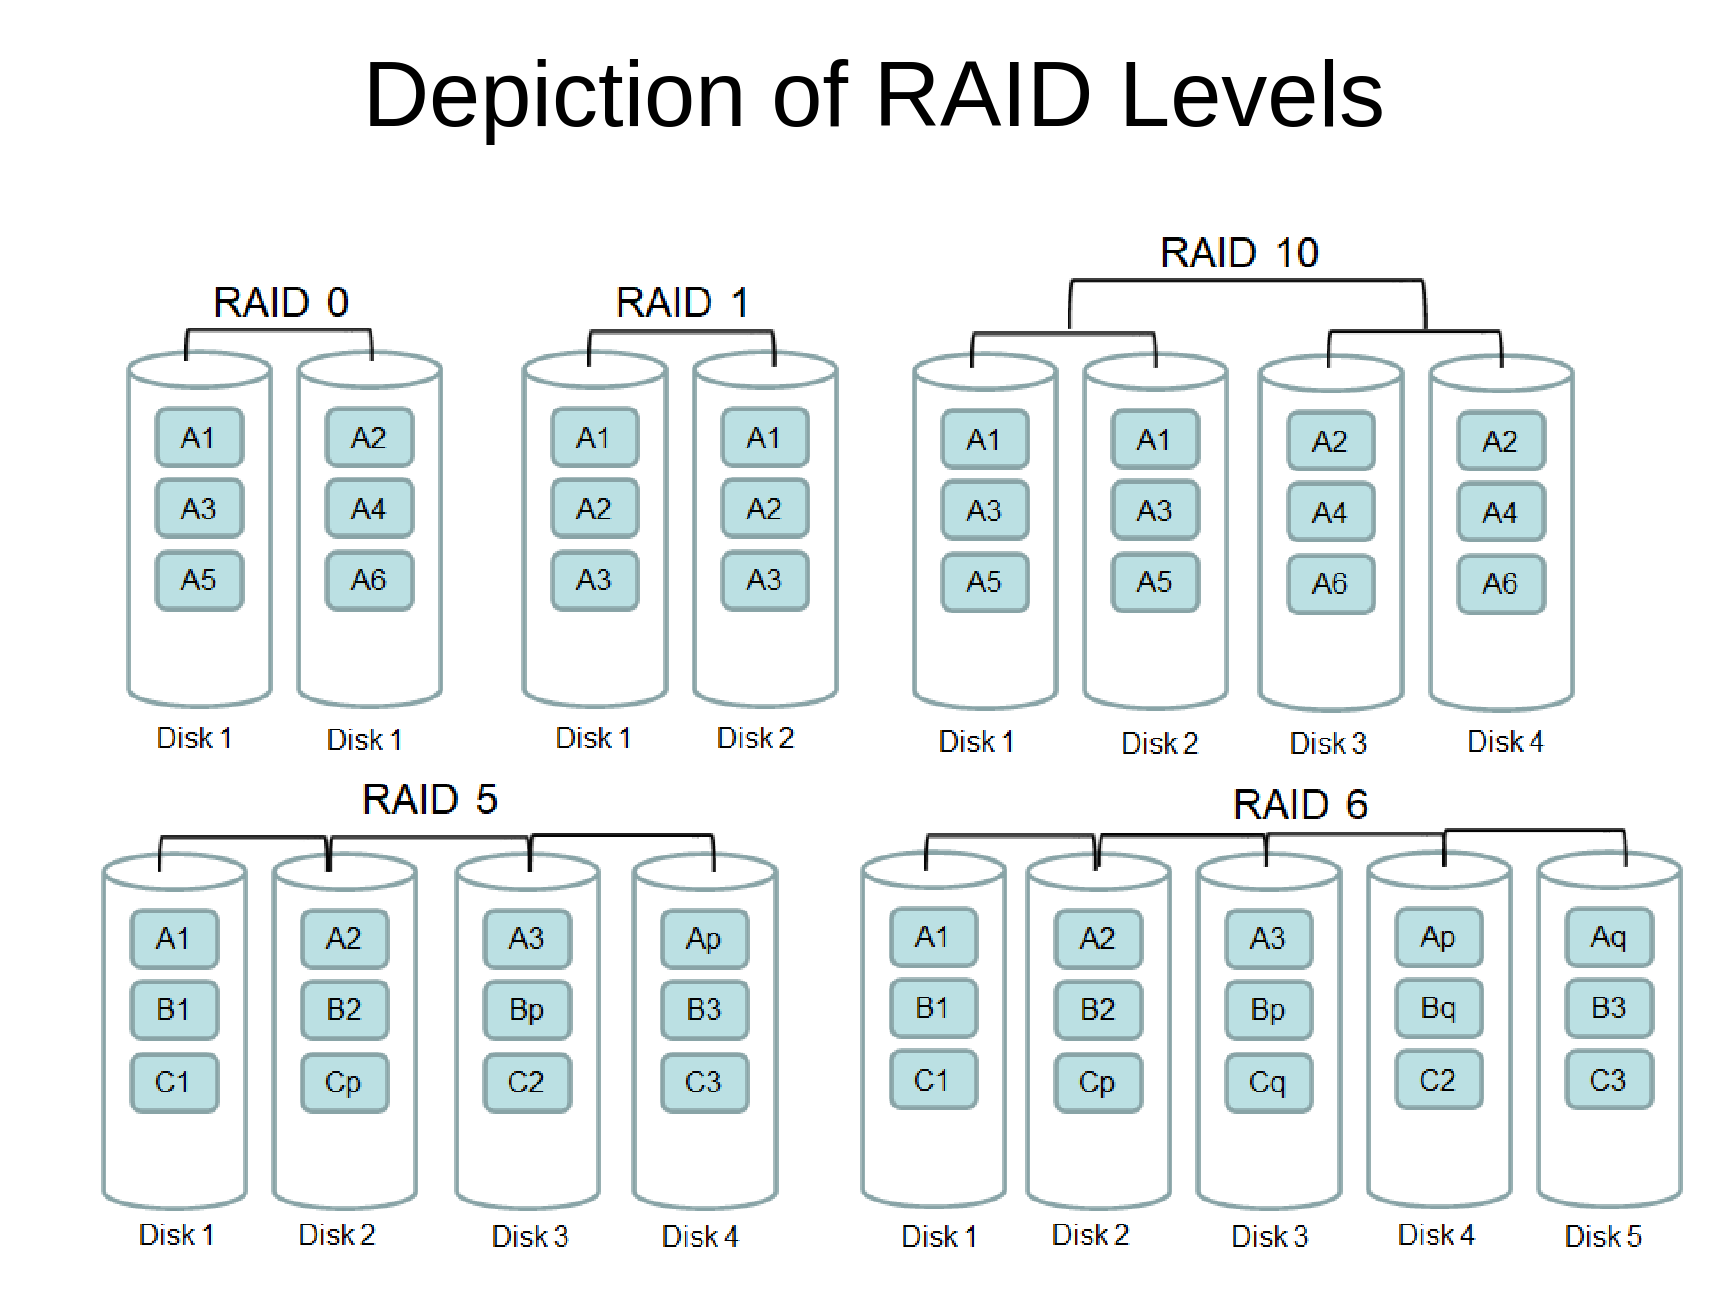 Depiction of RAID Levels
RAID 0
A1 A2
A3 A4
A5 A6
Disk 1 Disk 1
RAID 1
A1 A1
A2 A2
A3 A3
Disk 1 Disk 2
RAID 10
A1 A1 A2 A2
A3 A3 A4 A4
A5 A5 A6 A6
Disk 1 Disk 2 Disk 3 Disk 4
RAID 5
A1 A2 A3 Ap
B1 B2 Bp B3
C1 Cp C2 C3
Disk 1 Disk 2 Disk 3 Disk 4
RAID 6
A1 A2 A3 Ap Aq
B1 B2 Bp Bq B3
C1 Cp Cq C2 C3
Disk 1 Disk 2 Disk 3 Disk 4 Disk 5